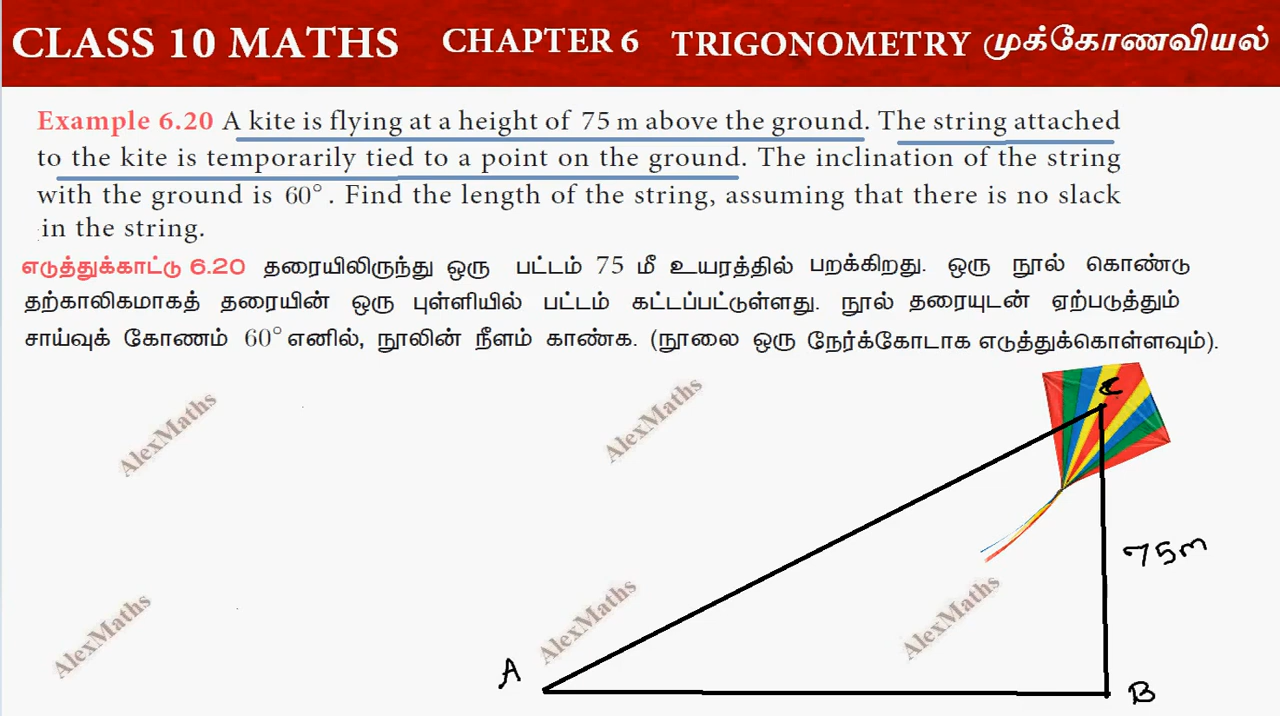 CLASS 10 MATHS CHAPTER 6 TRIGONOMETRY முக்கோணவியல்
Example 6.20 A kite is flying at a height of 75 m above the ground. The string attached
to the kite is temporarily tied to a point on the ground. The inclination of the string
with the ground is 60°. Find the length of the string, assuming that there is no slack
in the string.
எடுத்துக்காட்டு 6.20 தரையிலிருந்து ஒரு பட்டம் 75 மீ உயரத்தில் பறக்கிறது. ஒரு நூல் கொண்டு
தற்காலிகமாகத் தரையின் ஒரு புள்ளியில் பட்டம் கட்டப்பட்டுள்ளது. நூல் தரையுடன் ஏற்படுத்தும்
சாய்வுக் கோணம் 60° எனில், நூலின் நீளம் காண்க. (நூலை ஒரு நேர்க்கோடாக எடுத்துக்கொள்ளவும்).
C
AlexMaths
AlexMaths
75m
AlexMaths
AlexMaths
AlexMaths
A
B